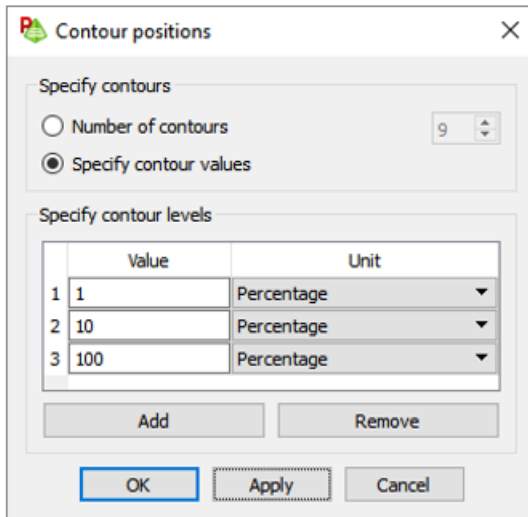 Contour positions
Specify contours
Number of contours 9
Specify contour values
Specify contour levels
Value Unit
1 1 Percentage
2 10 Percentage
3 100 Percentage
Add Remove
OK Apply Cancel